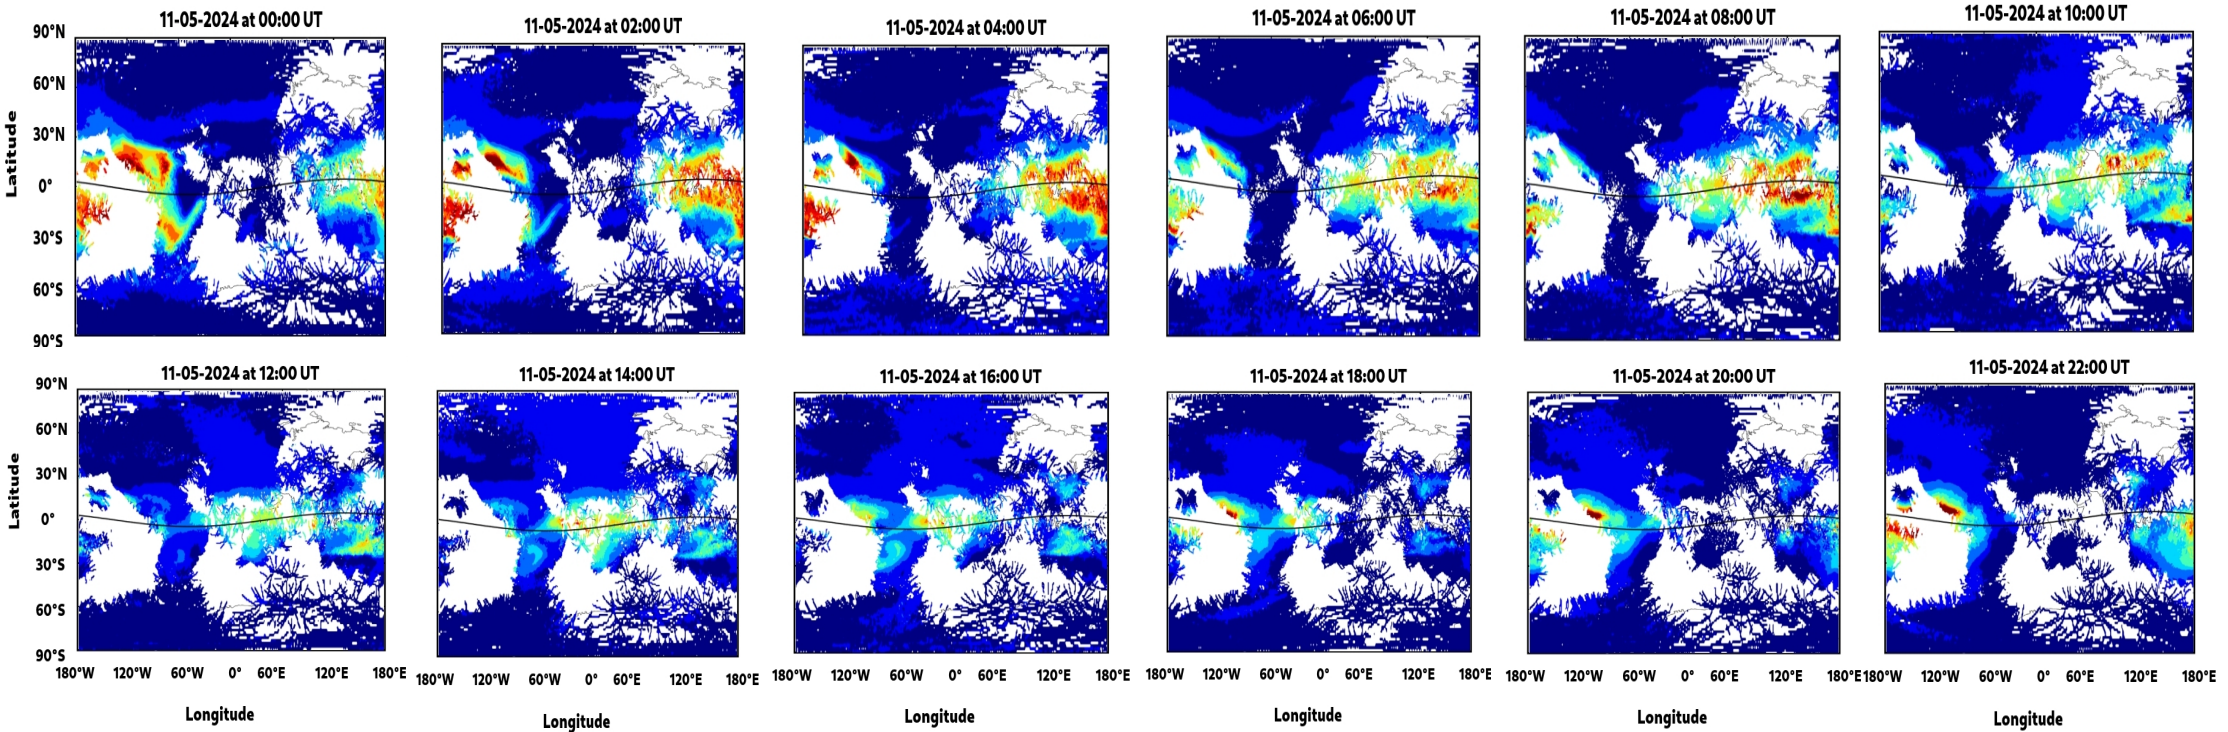 11-05-2024 at 00:00 UT
11-05-2024 at 02:00 UT
11-05-2024 at 04:00 UT
11-05-2024 at 06:00 UT
11-05-2024 at 08:00 UT
11-05-2024 at 10:00 UT
90°N
60°N
30°N
0°
30°S
60°S
90°S
Latitude
11-05-2024 at 12:00 UT
11-05-2024 at 14:00 UT
11-05-2024 at 16:00 UT
11-05-2024 at 18:00 UT
11-05-2024 at 20:00 UT
11-05-2024 at 22:00 UT
90°N
60°N
30°N
0°
30°S
60°S
90°S
Latitude
180°W 120°W 60°W 0° 60°E 120°E 180°E
180°W 120°W 60°W 0° 60°E 120°E 180°E
180°W 120°W 60°W 0° 60°E 120°E 180°E
180°W 120°W 60°W 0° 60°E 120°E 180°E
180°W 120°W 60°W 0° 60°E 120°E 180°E
180°W 120°W 60°W 0° 60°E 120°E 180°E
Longitude
Longitude
Longitude
Longitude
Longitude
Longitude